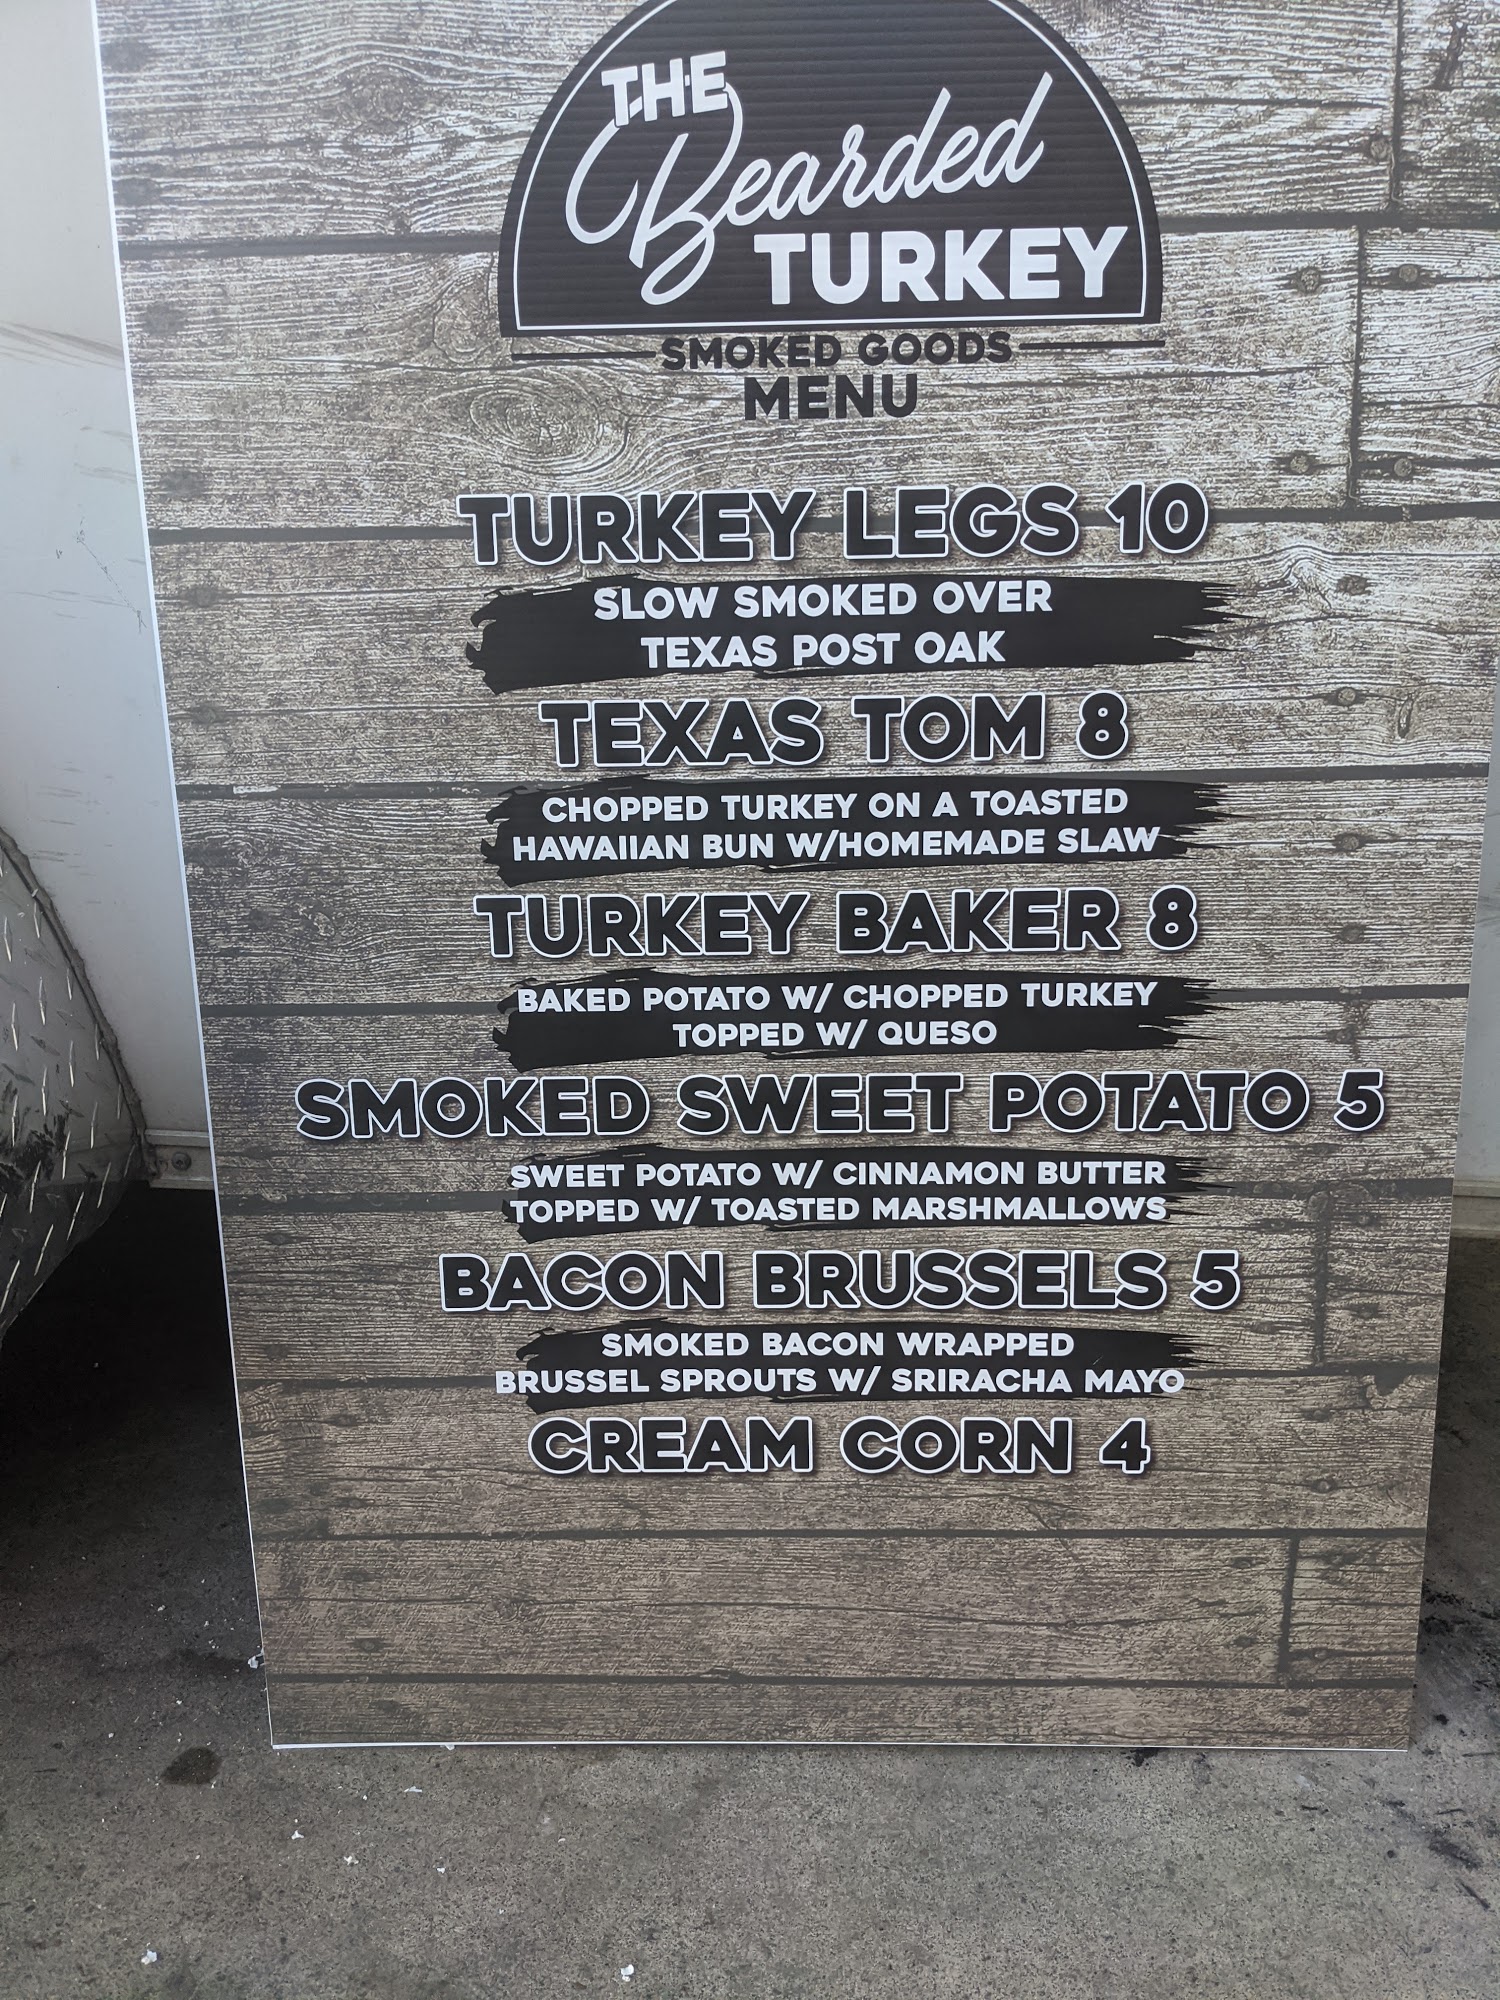 THE
Bearded
TURKEY
SMOKED GOODS
MENU
TURKEY LEGS 10
SLOW SMOKED OVER
TEXAS POST OAK
TEXAS TOM 8
CHOPPED TURKEY ON A TOASTED
HAWAIIAN BUN W/HOMEMADE SLAW
TURKEY BAKER 8
BAKED POTATO W/ CHOPPED TURKEY
TOPPED W/ QUESO
SMOKED SWEET POTATO 5
SWEET POTATO W/ CINNAMON BUTTER
TOPPED W/ TOASTED MARSHMALLOWS
BACON BRUSSELS 5
SMOKED BACON WRAPPED
BRUSSEL SPROUTS W/ SRIRACHA MAYO
CREAM CORN 4